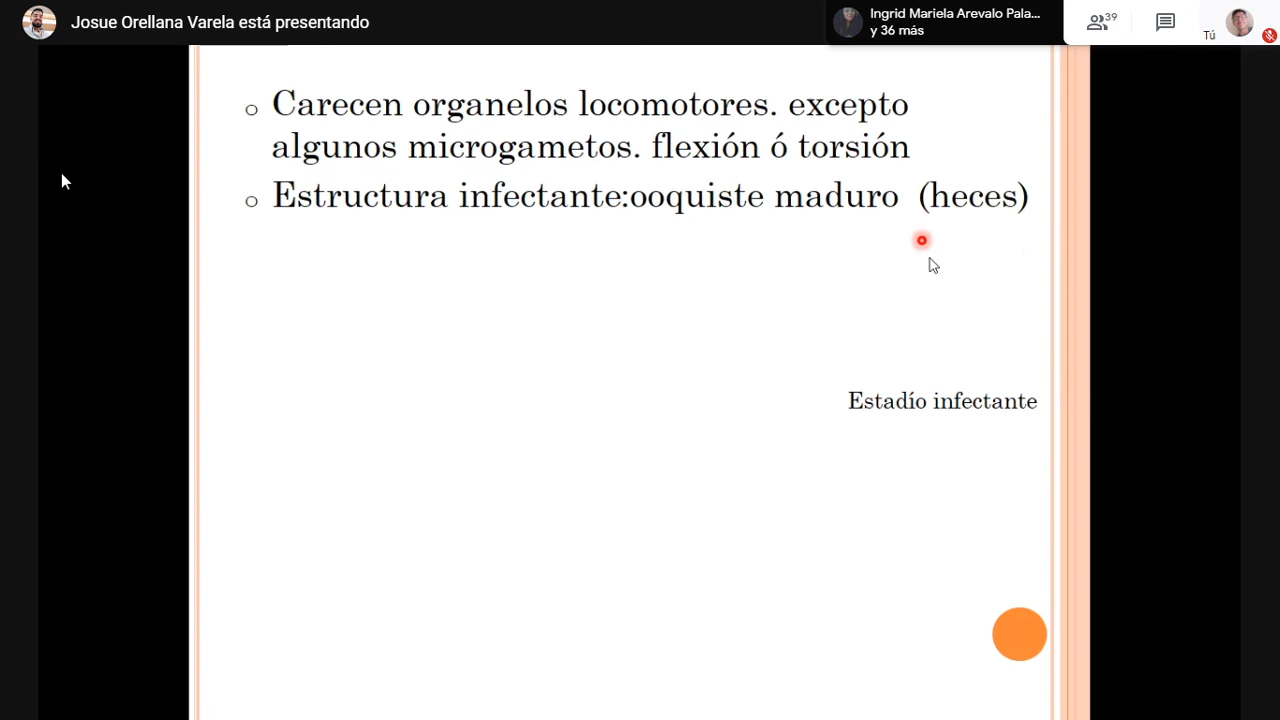 Josue Orellana Varela está presentando
Ingrid Mariela Arevalo Pala...
y 36 más
39
Tú
Carecen organelos locomotores. excepto
algunos microgametos. flexión ó torsión
Estructura infectante:ooquiste maduro (heces)
Estadío infectante